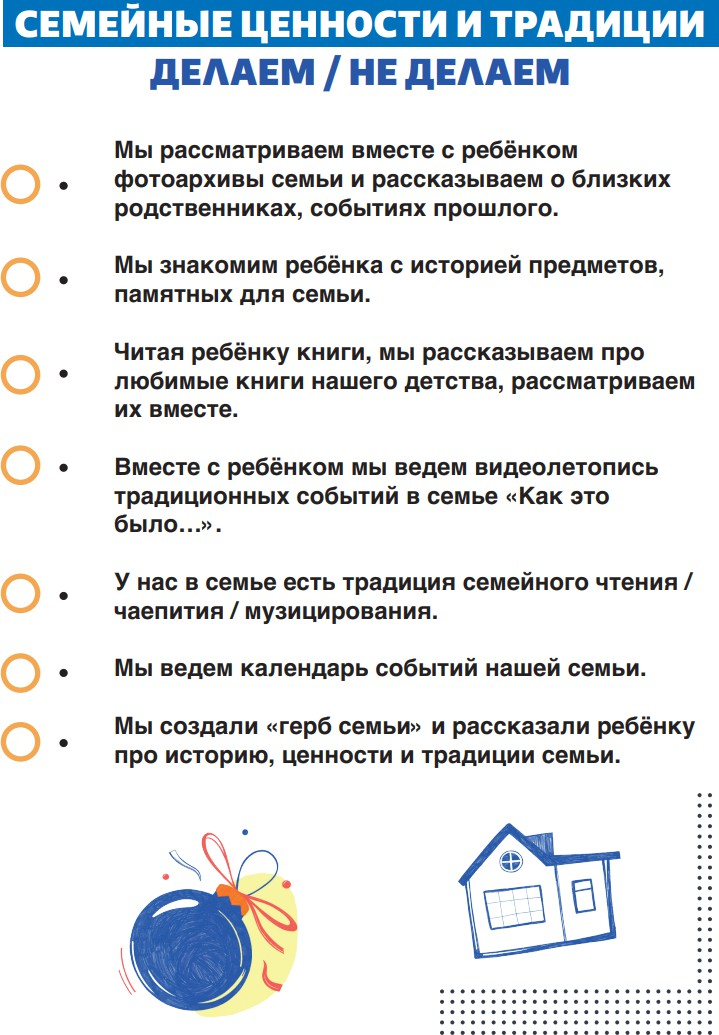 СЕМЕЙНЫЕ ЦЕННОСТИ И ТРАДИЦИИ
ДЕЛАЕМ / НЕ ДЕЛАЕМ
• Мы рассматриваем вместе с ребёнком
фотоархивы семьи и рассказываем о близких
родственниках, событиях прошлого.
• Мы знакомим ребёнка с историей предметов,
памятных для семьи.
• Читая ребёнку книги, мы рассказываем про
любимые книги нашего детства, рассматриваем
их вместе.
• Вместе с ребёнком мы ведем видеолетопись
традиционных событий в семье «Как это
было...».
• У нас в семье есть традиция семейного чтения /
чаепития / музицирования.
• Мы ведем календарь событий нашей семьи.
• Мы создали «герб семьи» и рассказали ребёнку
про историю, ценности и традиции семьи.